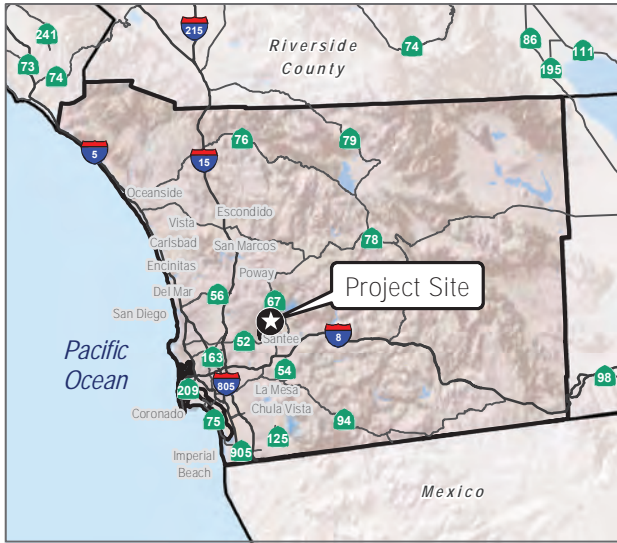 241
215
Riverside
County
74
86
111
73
74
195
5
15
76
79
Oceanside
Escondido
Vista
78
Carlsbad
San Marcos
Encinitas
Poway
Del Mar
56
67
Project Site
San Diego
52
Santee
8
Pacific
Ocean
163
54
805
98
209
La Mesa
Coronado
Chula Vista
75
94
125
905
Imperial
Beach
Mexico